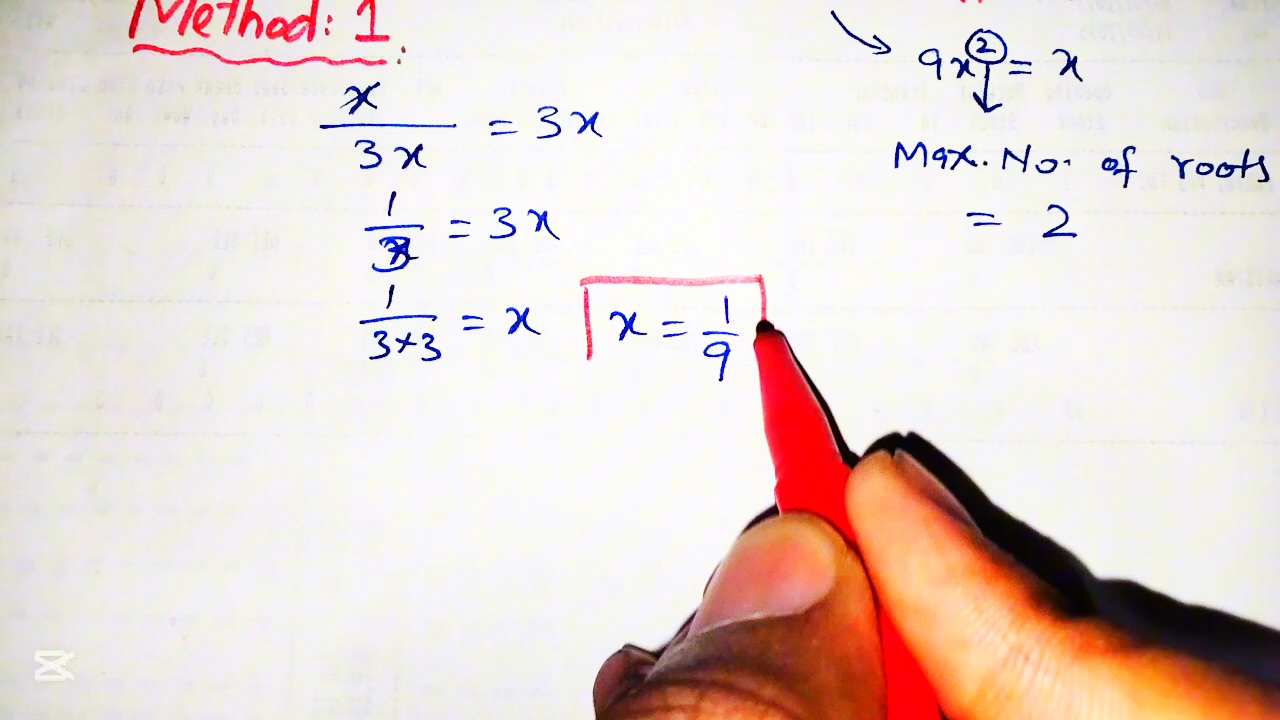 Method: 1
x/3x = 3x
1/3 = 3x
1/3×3 = x
x = 1/9
9x² = x
Max. No. of roots
= 2